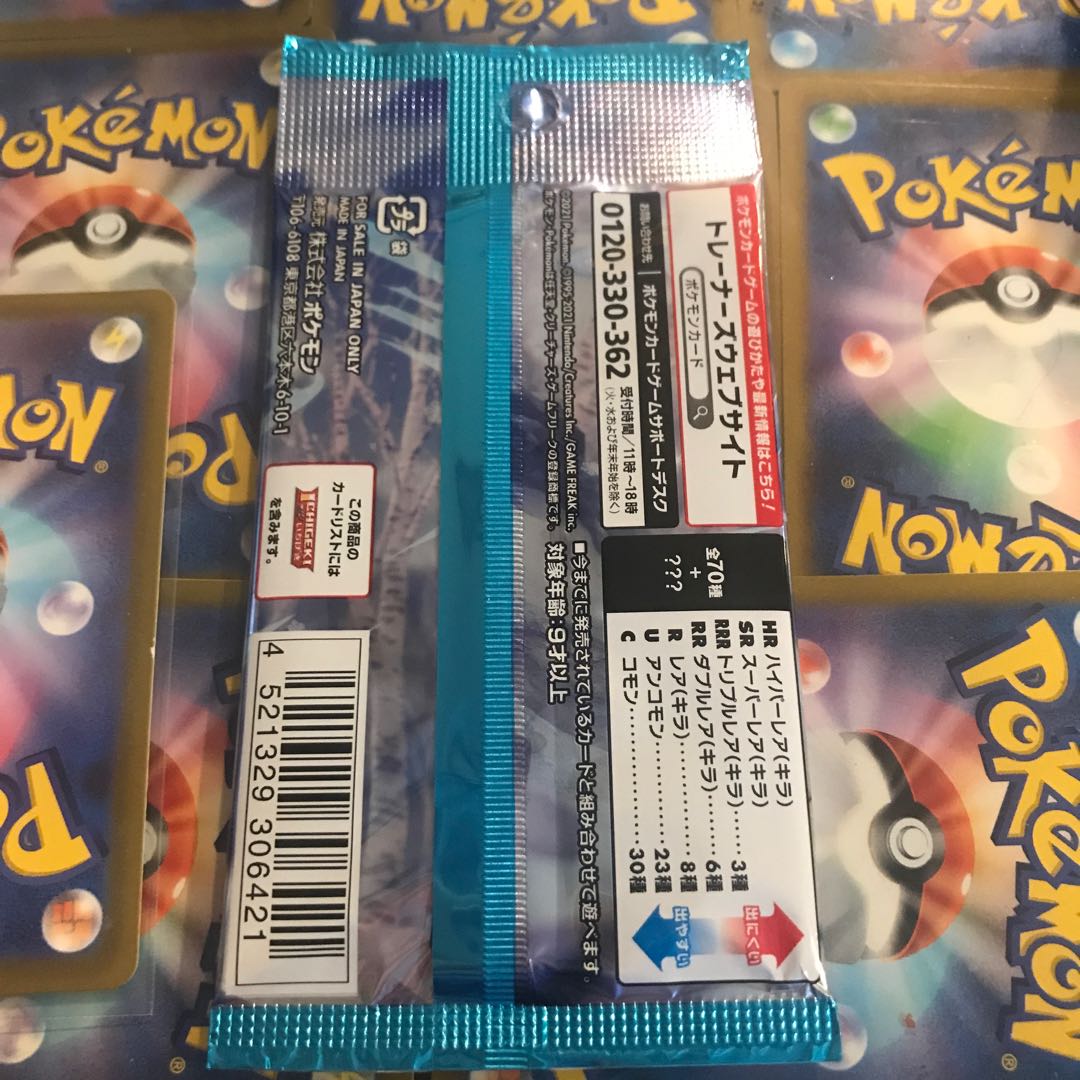 ポケモンカードゲームの遊びかたや最新情報はこちら！
トレーナーズウェブサイト
ポケモンカード
お問い合わせ先 ポケモンカードゲームサポートデスク
0120-330-362 受付時間／11時〜18時
(火・水および年末年始を除く)
©2021 Pokémon. ©1995-2021 Nintendo/Creatures Inc./GAME FREAK inc.
ポケモン・Pokémonは任天堂・クリーチャーズ・ゲームフリークの登録商標です。
全70種
+
???
HR ハイパーレア(キラ)
SR スーパーレア(キラ)
RRR トリプルレア(キラ)‥‥3種
RR ダブルレア(キラ)‥‥6種
R レア(キラ)‥‥‥‥8種
U アンコモン‥‥‥‥23種
C コモン‥‥‥‥‥30種
出にくい
出やすい
■今までに発売されているカードと組み合わせて遊べます。
対象年齢：9才以上
プラ
袋
FOR SALE IN JAPAN ONLY
MADE IN JAPAN
発売元 株式会社ポケモン
〒106-6108 東京都港区六本木6-10-1
この商品の
カードリストには
ICHIGEKI
いちげき
を含みます。
4 521329 306421
POKéMON
POKéM
KéMON
NOM
PO
POKéMON
P